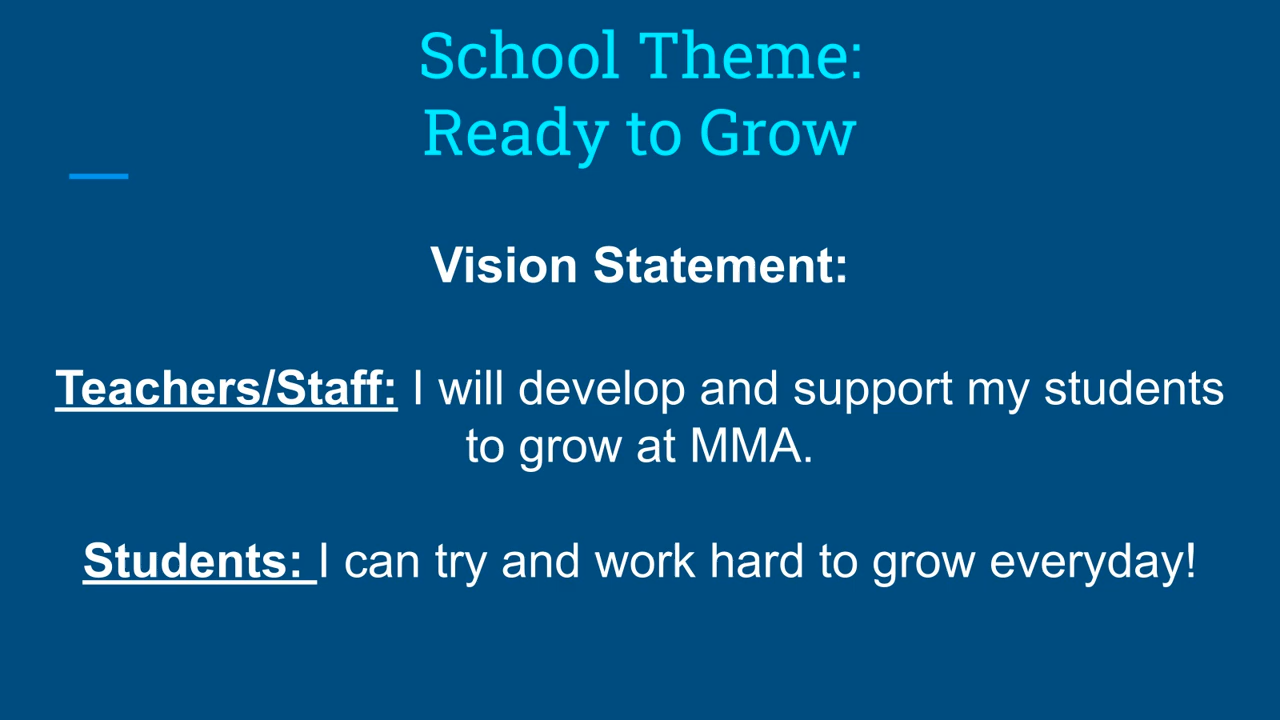 School Theme:
Ready to Grow
Vision Statement:
Teachers/Staff: I will develop and support my students
to grow at MMA.
Students: I can try and work hard to grow everyday!